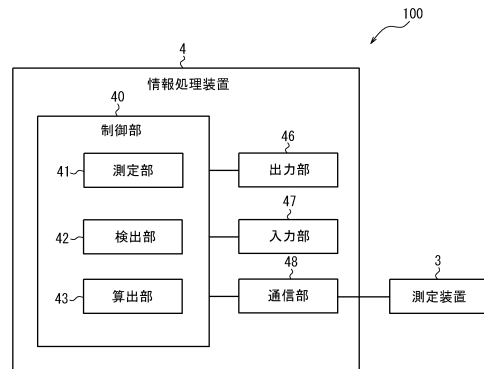 100
4
情報処理装置
40
制御部
46
41 測定部
出力部
47
42 検出部
入力部
48
3
43 算出部
通信部
測定装置